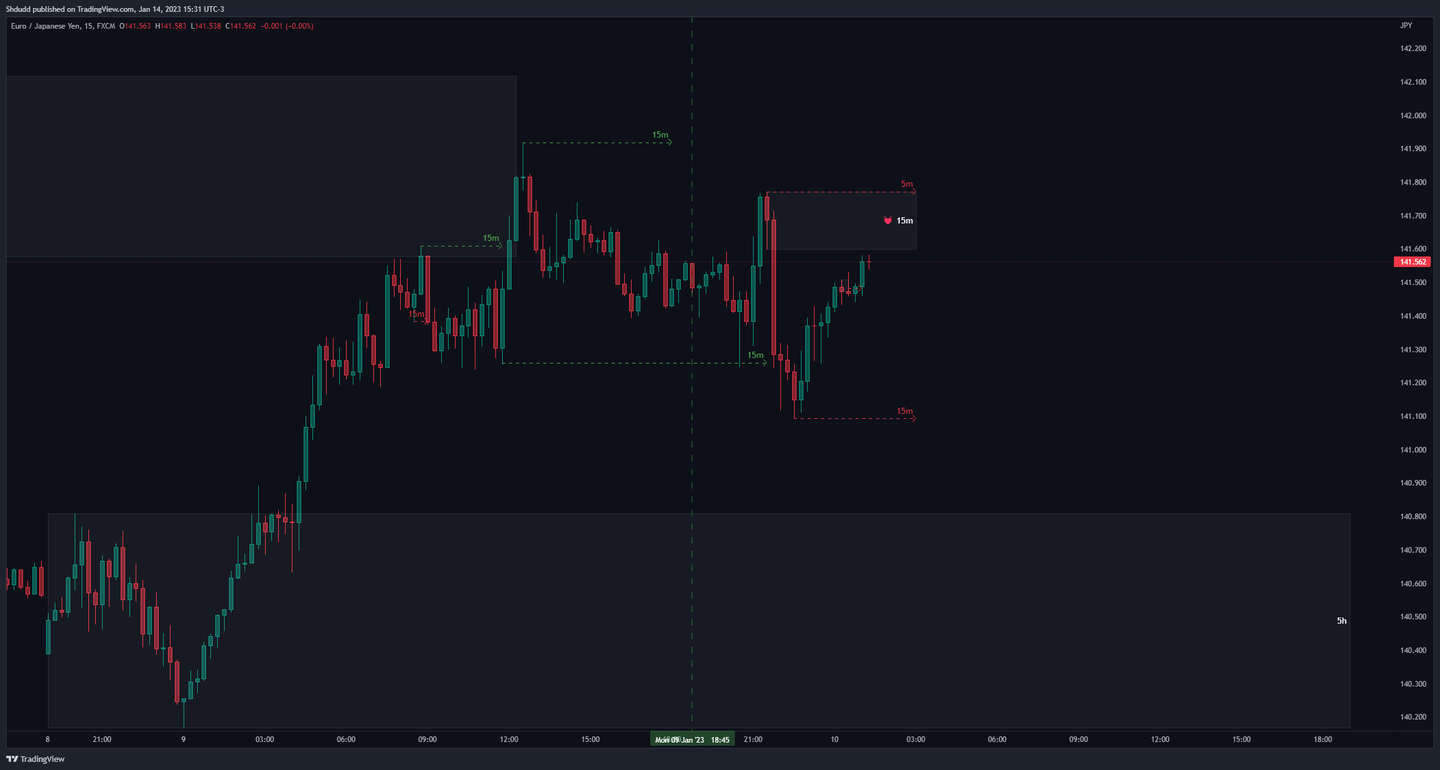 Shdudd published on TradingView.com, Jan 14, 2023 15:31 UTC-3
Euro / Japanese Yen, 15, FXCM O141.563 H141.583 L141.538 C141.562 -0.001 (-0.00%)
JPY
142.200
142.100
142.000
141.900
141.800
141.700
141.600
141.562
141.500
141.400
141.300
141.200
141.100
141.000
140.900
140.800
140.700
140.600
140.500
140.400
140.300
140.200
15m
5m
15m
15m
15m
15m
15m
5h
8 21:00 9 03:00 06:00 09:00 12:00 15:00 Mon 09 Jan '23 18:45 21:00 10 03:00 06:00 09:00 12:00 15:00 18:00
TradingView